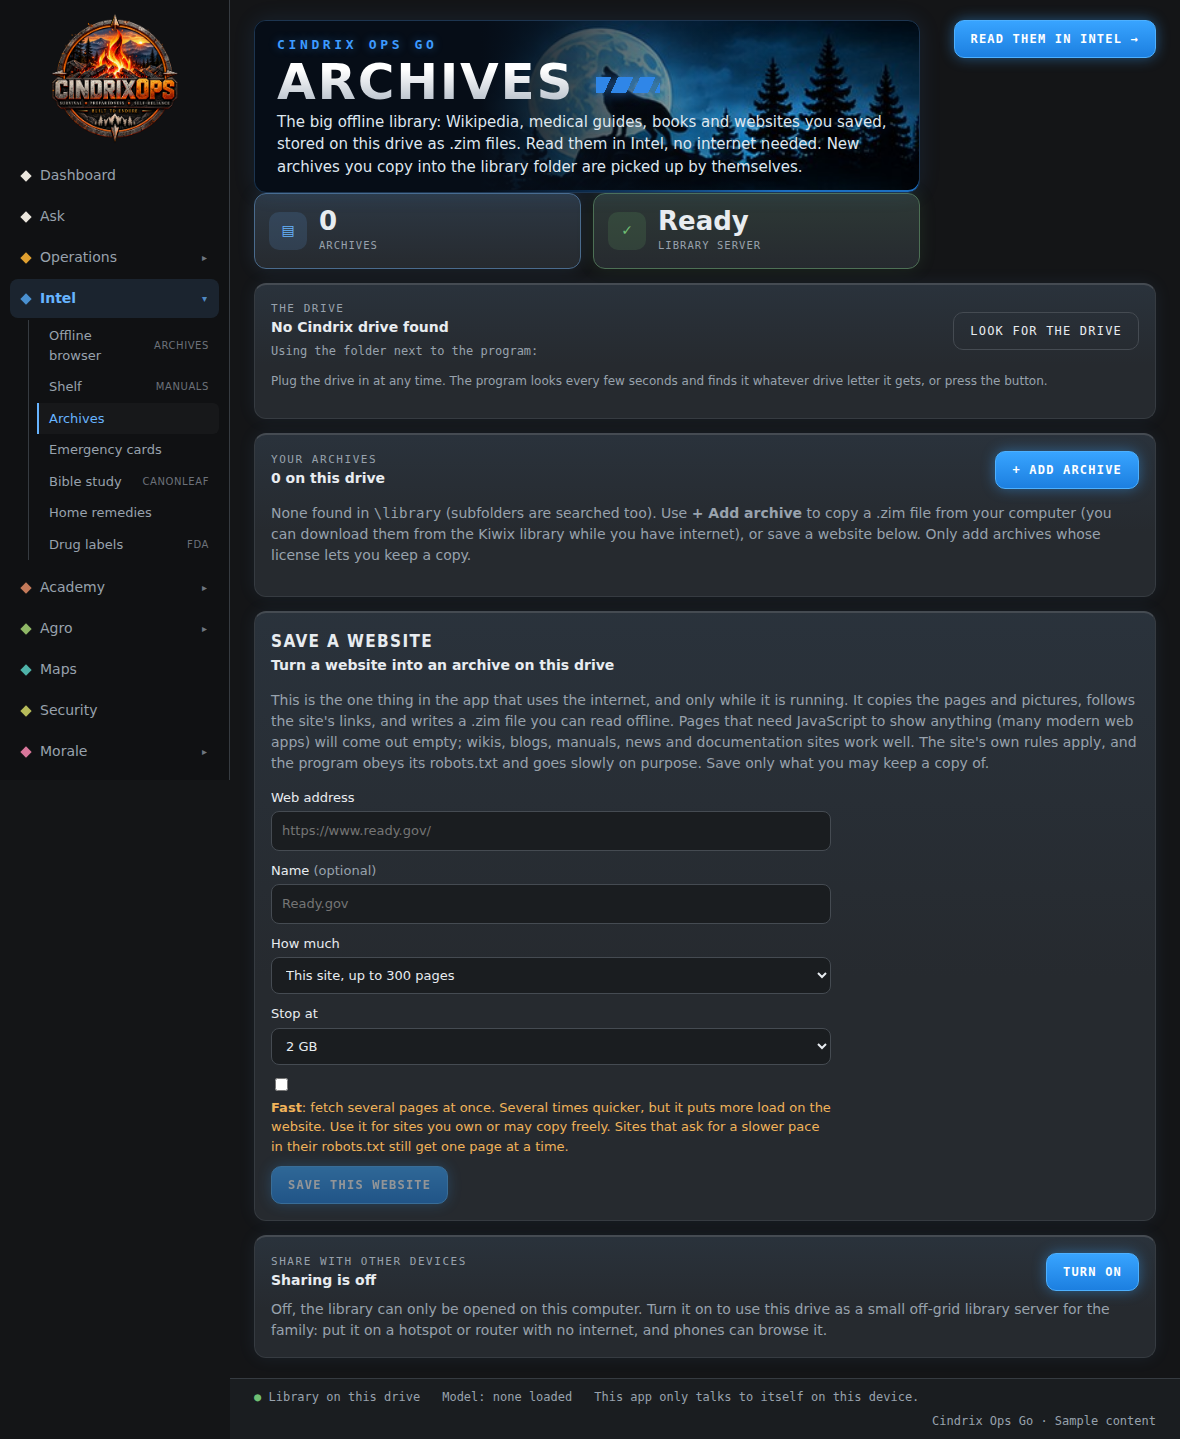 CINDRIXOPS
SURVIVAL • PREPAREDNESS • SELF-RELIANCE
BUILT TO ENDURE
Dashboard
Ask
Operations
Intel
Offline browser ARCHIVES
Shelf MANUALS
Archives
Emergency cards
Bible study CANONLEAF
Home remedies
Drug labels FDA
Academy
Agro
Maps
Security
Morale
CINDRIX OPS GO
ARCHIVES
The big offline library: Wikipedia, medical guides, books and websites you saved,
stored on this drive as .zim files. Read them in Intel, no internet needed. New
archives you copy into the library folder are picked up by themselves.
READ THEM IN INTEL →
0
ARCHIVES
✓
Ready
LIBRARY SERVER
THE DRIVE
No Cindrix drive found
Using the folder next to the program:
LOOK FOR THE DRIVE
Plug the drive in at any time. The program looks every few seconds and finds it whatever drive letter it gets, or press the button.
YOUR ARCHIVES
0 on this drive
+ ADD ARCHIVE
None found in \library (subfolders are searched too). Use + Add archive to copy a .zim file from your computer (you
can download them from the Kiwix library while you have internet), or save a website below. Only add archives whose
license lets you keep a copy.
SAVE A WEBSITE
Turn a website into an archive on this drive
This is the one thing in the app that uses the internet, and only while it is running. It copies the pages and pictures, follows
the site's links, and writes a .zim file you can read offline. Pages that need JavaScript to show anything (many modern web
apps) will come out empty; wikis, blogs, manuals, news and documentation sites work well. The site's own rules apply, and
the program obeys its robots.txt and goes slowly on purpose. Save only what you may keep a copy of.
Web address
https://www.ready.gov/
Name (optional)
Ready.gov
How much
This site, up to 300 pages
Stop at
2 GB
Fast: fetch several pages at once. Several times quicker, but it puts more load on the
website. Use it for sites you own or may copy freely. Sites that ask for a slower pace
in their robots.txt still get one page at a time.
SAVE THIS WEBSITE
SHARE WITH OTHER DEVICES
Sharing is off
TURN ON
Off, the library can only be opened on this computer. Turn it on to use this drive as a small off-grid library server for the
family: put it on a hotspot or router with no internet, and phones can browse it.
Library on this drive Model: none loaded This app only talks to itself on this device.
Cindrix Ops Go · Sample content